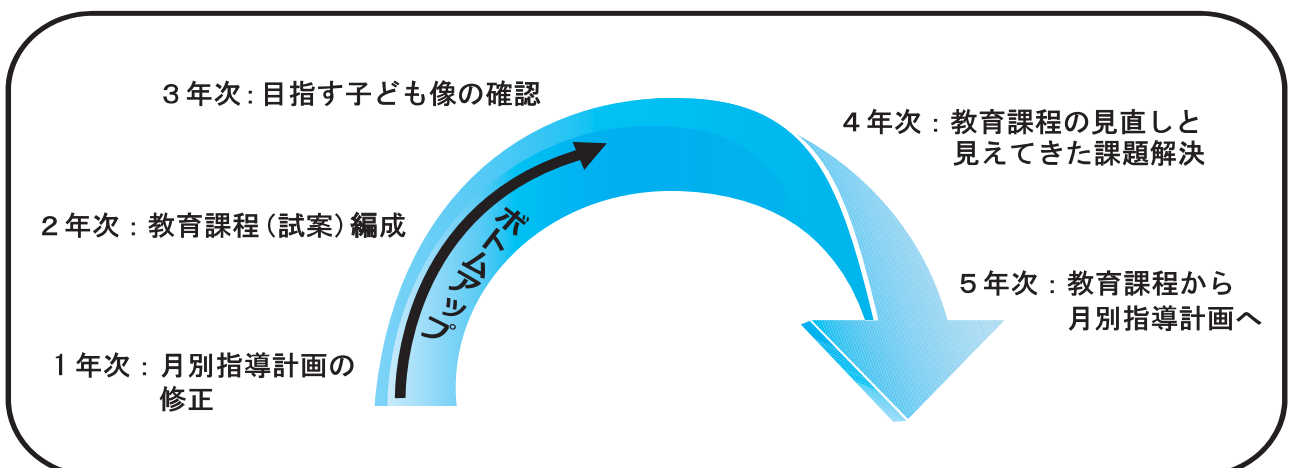 3年次:目指す子ども像の確認
4年次:教育課程の見直しと
見えてきた課題解決
2年次:教育課程(試案)編成
ボトムアップ
5年次:教育課程から
月別指導計画へ
1年次:月別指導計画の
修正